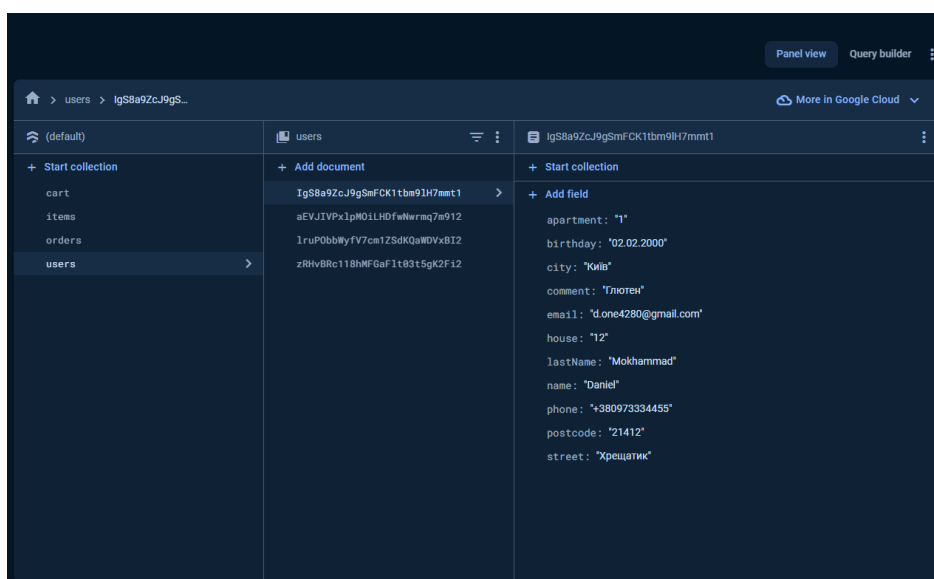 Panel view Query builder
users > IgS8a9ZcJ9gS...
More in Google Cloud
(default)
users
IgS8a9ZcJ9gSmFCK1tbm9lH7mmt1
+ Start collection
+ Add document
+ Start collection
cart
items
orders
users
IgS8a9ZcJ9gSmFCK1tbm9lH7mmt1
aEVJIVPxlpMOiLHDfwNwrmq7m912
lruPObbWyfV7cm1ZSdKQaWDVxBI2
zRHvBRc118hMFGaFlt03t5gK2Fi2
+ Add field
apartment: "1"
birthday: "02.02.2000"
city: "Київ"
comment: "Глютен"
email: "d.one4280@gmail.com"
house: "12"
lastName: "Mokhammad"
name: "Daniel"
phone: "+380973334455"
postcode: "21412"
street: "Хрещатик"